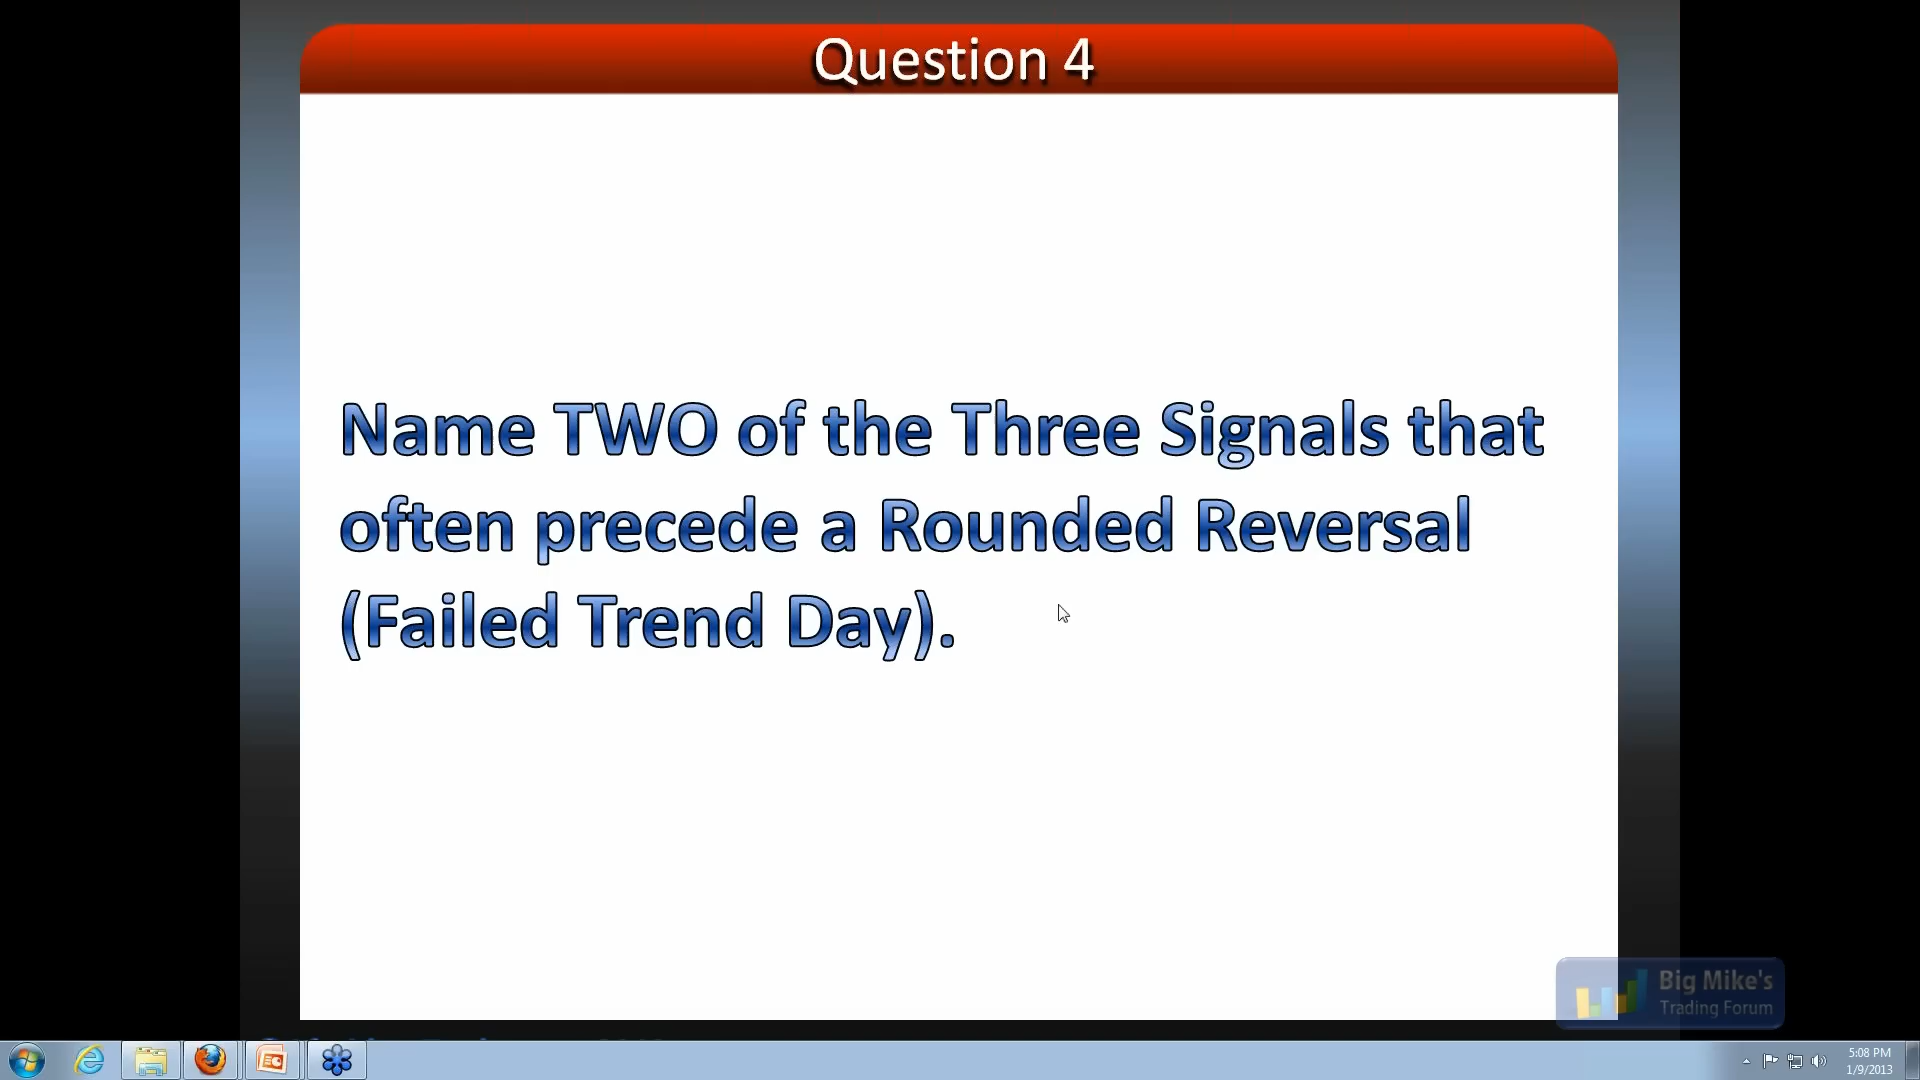 Question 4
Name TWO of the Three Signals that
often precede a Rounded Reversal
(Failed Trend Day).
Big Mike's
Trading Forum
5:08 PM
1/9/2013